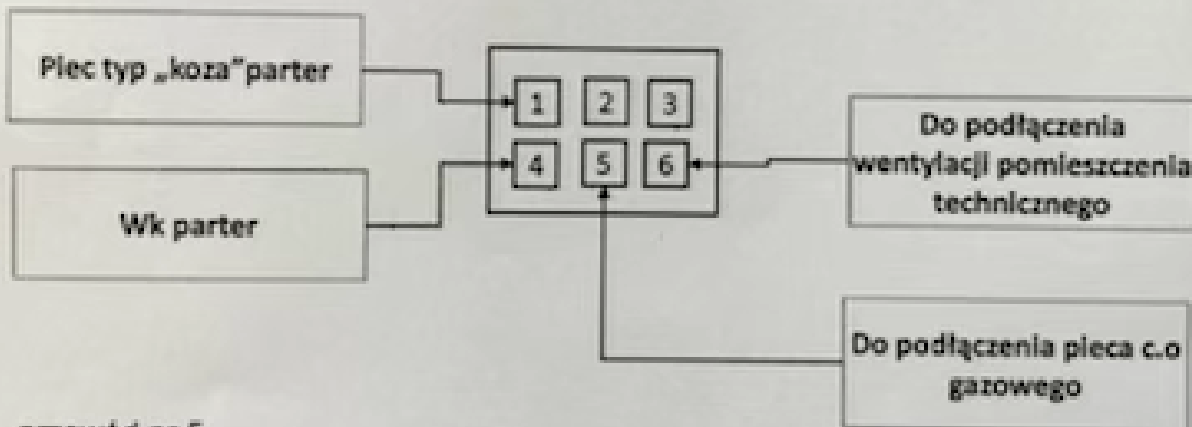 Piec typ „koza”parter
1 2 3
4 5 6
Wk parter
Do podłączenia
wentylacji pomieszczenia
technicznego
Do podłączenia pieca c.o
gazowego